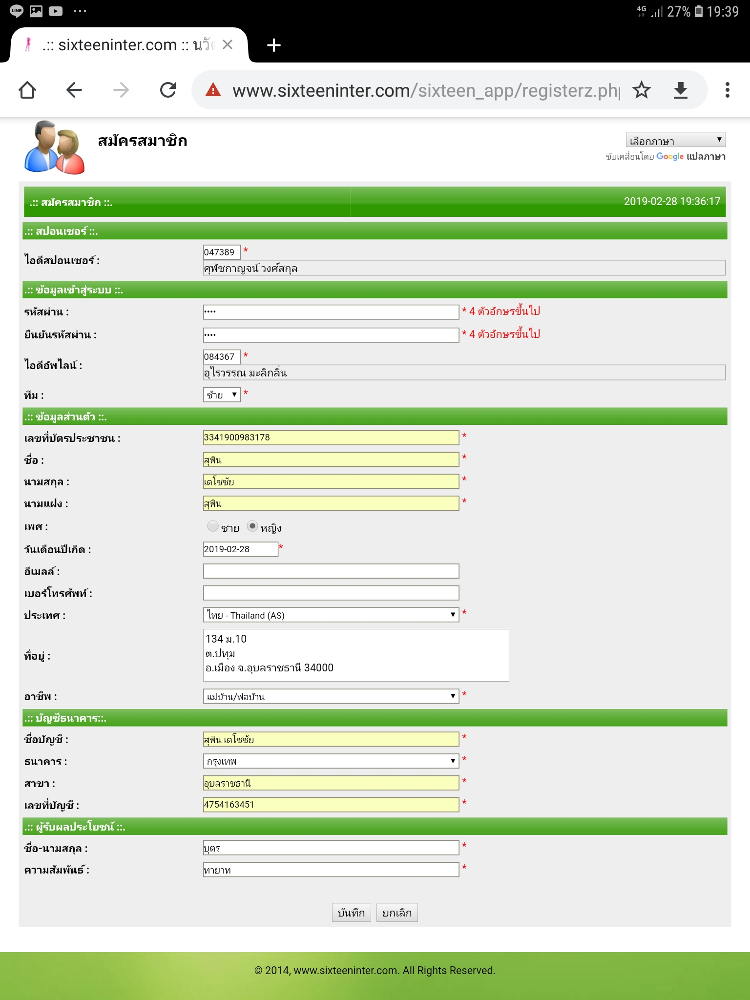 LINE
4G 27% 19:39
.:: sixteeninter.com :: นวัต
www.sixteeninter.com/sixteen_app/registerz.php
สมัครสมาชิก
เลือกภาษา
ขับเคลื่อนโดย Google แปลภาษา
.:: สมัครสมาชิก ::. 2019-02-28 19:36:17
.:: สปอนเซอร์ ::.
ไอดีสปอนเซอร์ : 047389 *
ศุพัชกาญจน์ วงศ์สกุล
.:: ข้อมูลเข้าสู่ระบบ ::.
รหัสผ่าน : •••• * 4 ตัวอักษรขึ้นไป
ยืนยันรหัสผ่าน : •••• * 4 ตัวอักษรขึ้นไป
ไอดีอัพไลน์ : 084367 *
อุไรวรรณ มะลิกลิ่น
ทีม : ซ้าย *
.:: ข้อมูลส่วนตัว ::.
เลขที่บัตรประชาชน : 3341900983178 *
ชื่อ : สุพิน *
นามสกุล : เดโชชัย *
นามแฝง : สุพิน *
เพศ : ชาย หญิง
วันเดือนปีเกิด : 2019-02-28 *
อีเมลล์ :
เบอร์โทรศัพท์ :
ประเทศ : ไทย - Thailand (AS) *
ที่อยู่ : 134 ม.10
ต.ปทุม
อ.เมือง จ.อุบลราชธานี 34000
อาชีพ : แม่บ้าน/พ่อบ้าน *
.:: บัญชีธนาคาร::.
ชื่อบัญชี : สุพิน เดโชชัย *
ธนาคาร : กรุงเทพ *
สาขา : อุบลราชธานี *
เลขที่บัญชี : 4754163451 *
.:: ผู้รับผลประโยชน์ ::.
ชื่อ-นามสกุล : บุตร *
ความสัมพันธ์ : ทายาท *
บันทึก ยกเลิก
© 2014, www.sixteeninter.com. All Rights Reserved.